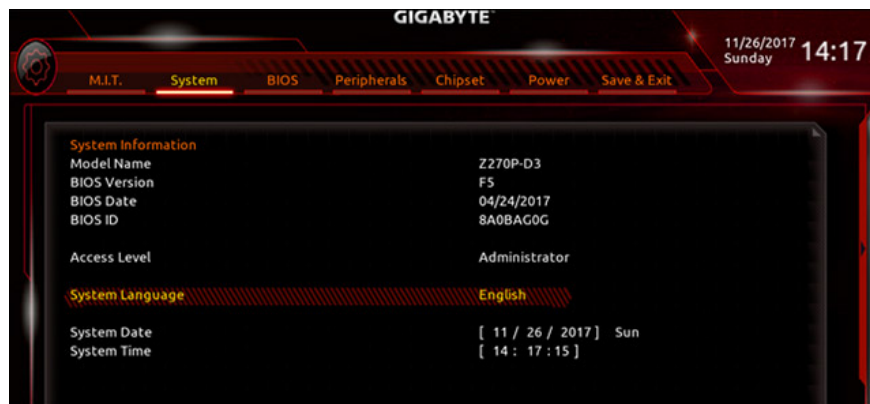 GIGABYTE
11/26/2017
Sunday
14:17
M.I.T. System BIOS Peripherals Chipset Power Save & Exit
System Information
Model Name Z270P-D3
BIOS Version F5
BIOS Date 04/24/2017
BIOS ID 8A0BAG0G
Access Level Administrator
System Language English
System Date [ 11 / 26 / 2017 ] Sun
System Time [ 14 : 17 : 15 ]